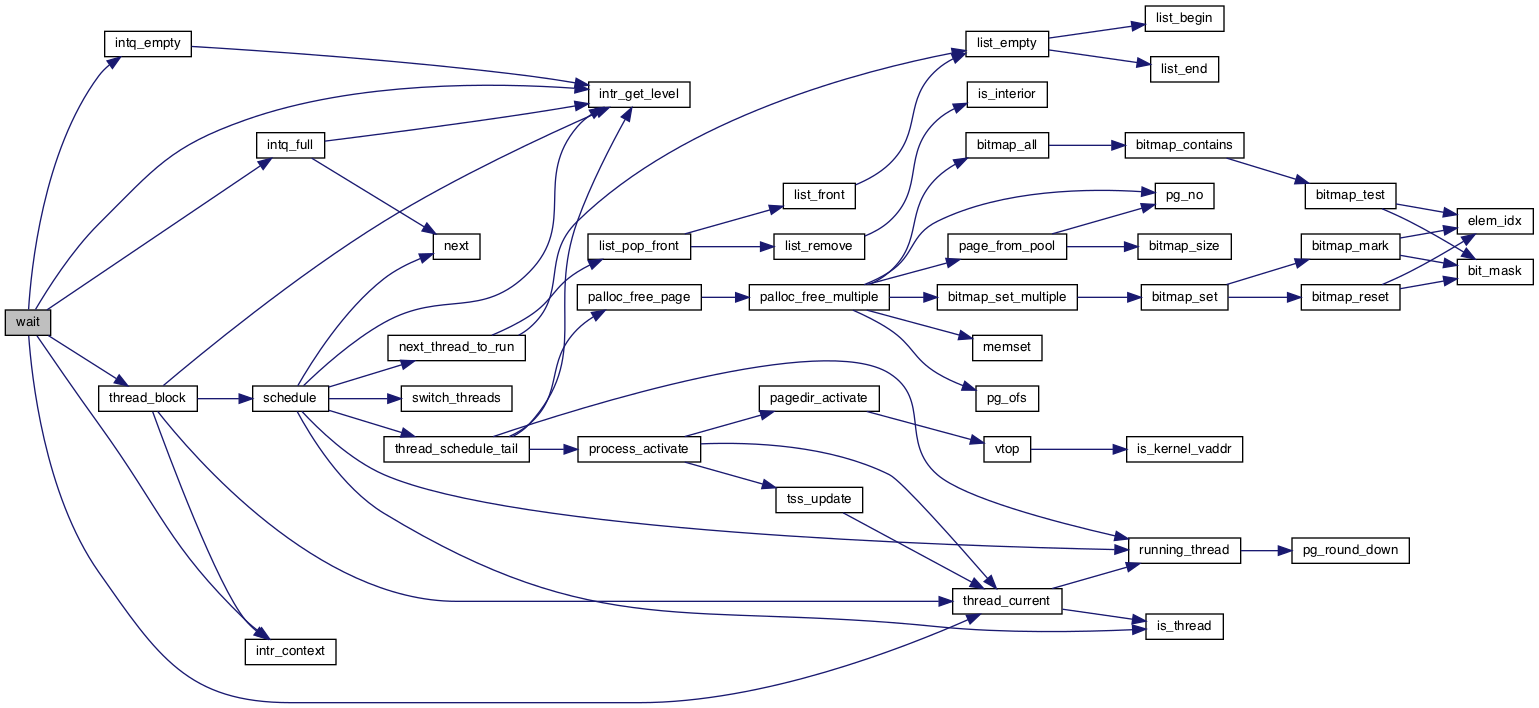 list_begin
intq_empty
list_empty
list_end
intr_get_level
is_interior
intq_full
bitmap_all
bitmap_contains
list_front
bitmap_test
pg_no
elem_idx
next
list_pop_front
list_remove
page_from_pool
bitmap_size
bitmap_mark
bit_mask
palloc_free_page
palloc_free_multiple
bitmap_set_multiple
bitmap_set
bitmap_reset
wait
next_thread_to_run
memset
thread_block
schedule
switch_threads
pagedir_activate
pg_ofs
thread_schedule_tail
process_activate
vtop
is_kernel_vaddr
tss_update
running_thread
pg_round_down
thread_current
is_thread
intr_context